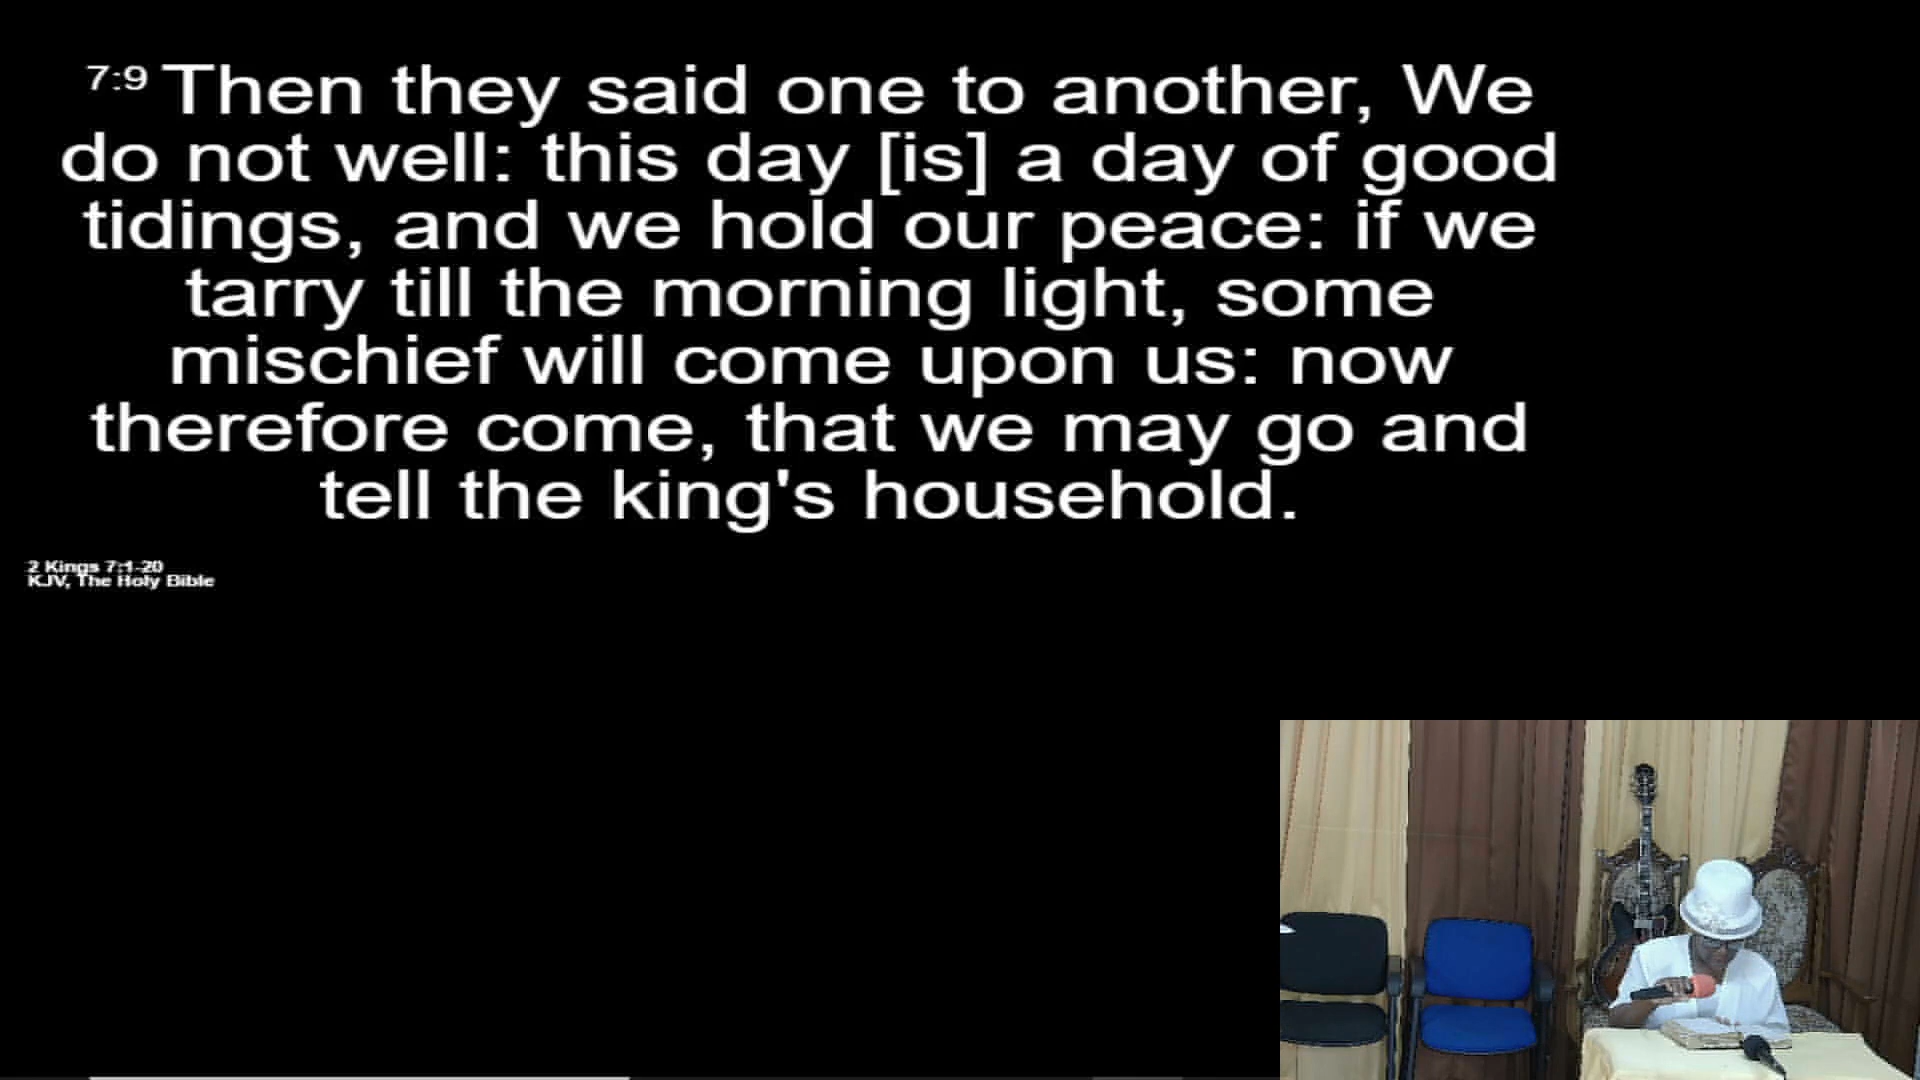 7:9 Then they said one to another, We
do not well: this day [is] a day of good
tidings, and we hold our peace: if we
tarry till the morning light, some
mischief will come upon us: now
therefore come, that we may go and
tell the king's household.
2 Kings 7:1-20
KJV, The Holy Bible